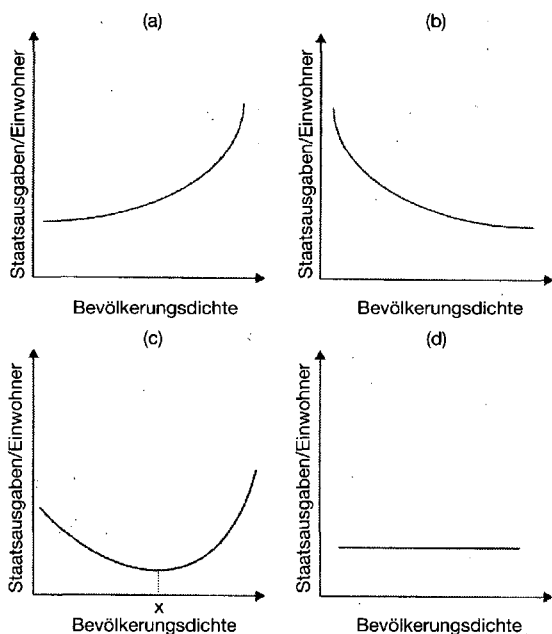 (a)
Staatsausgaben/Einwohner
Bevölkerungsdichte
(b)
Staatsausgaben/Einwohner
Bevölkerungsdichte
(c)
Staatsausgaben/Einwohner
x
Bevölkerungsdichte
(d)
Staatsausgaben/Einwohner
Bevölkerungsdichte